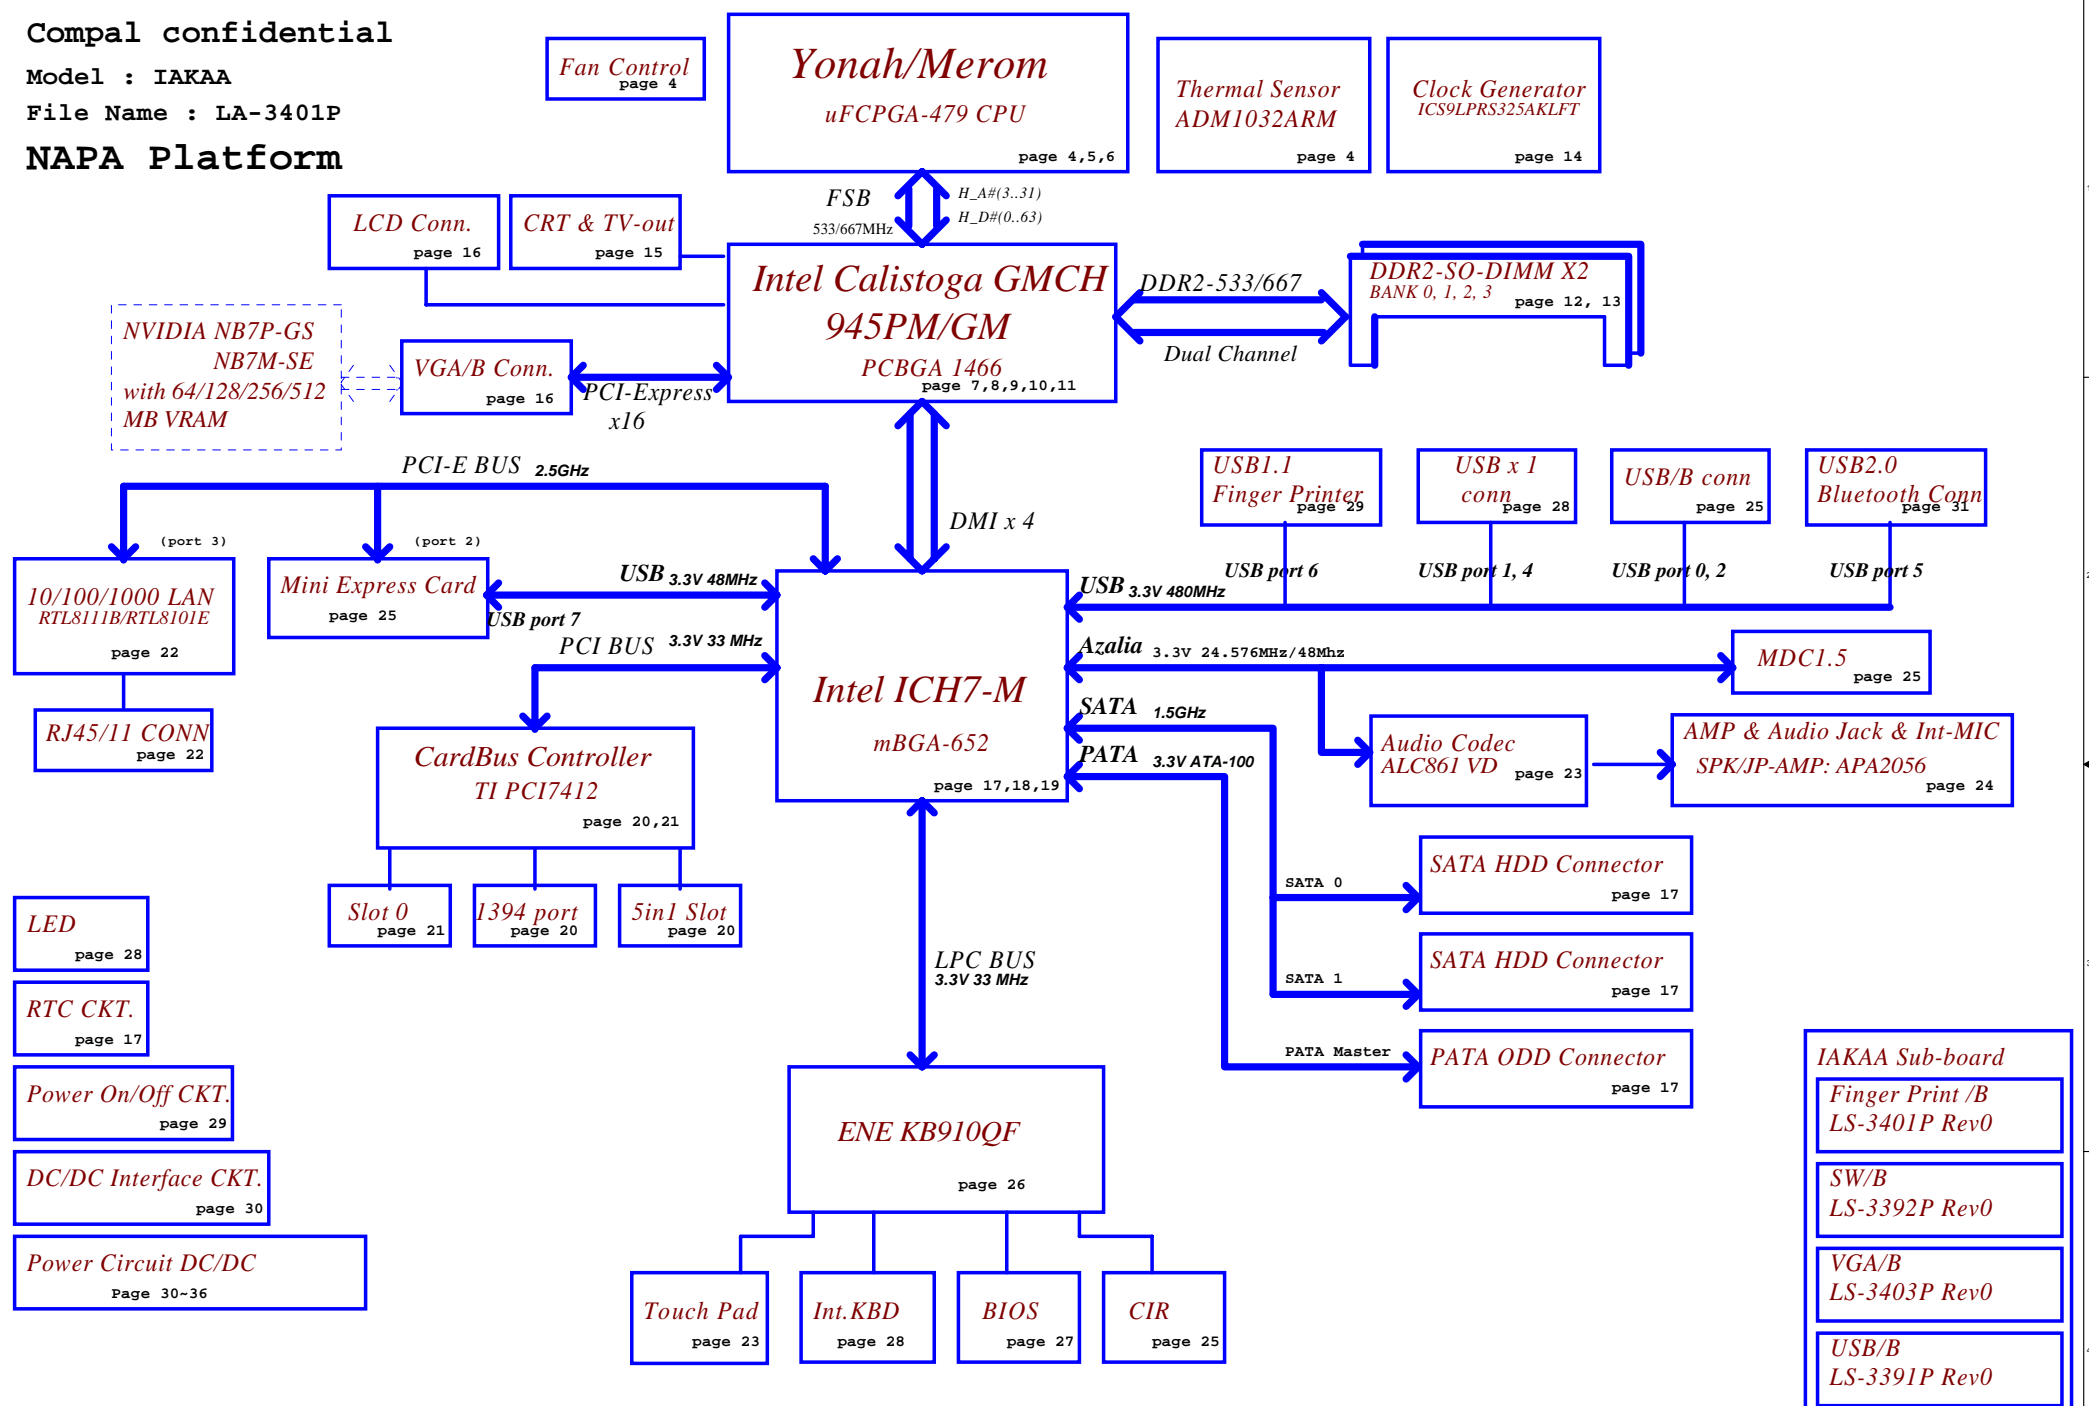 Compal confidential
Model : IAKAA
File Name : LA-3401P
NAPA Platform
Fan Control
page 4
Yonah/Merom
uFCPGA-479 CPU
page 4,5,6
Thermal Sensor
ADM1032ARM
page 4
Clock Generator
ICS9LPRS325AKLFT
page 14
FSB
533/667MHz
H_A#(3..31)
H_D#(0..63)
LCD Conn.
page 16
CRT & TV-out
page 15
Intel Calistoga GMCH
945PM/GM
PCBGA 1466
page 7,8,9,10,11
DDR2-533/667
Dual Channel
DDR2-SO-DIMM X2
BANK 0, 1, 2, 3
page 12, 13
NVIDIA NB7P-GS
NB7M-SE
with 64/128/256/512
MB VRAM
VGA/B Conn.
page 16
PCI-Express
x16
PCI-E BUS 2.5GHz
DMI x 4
USB1.1
Finger Printer
page 29
USB x 1
conn
page 28
USB/B conn
page 25
USB2.0
Bluetooth Conn
page 31
(port 3)
(port 2)
10/100/1000 LAN
RTL8111B/RTL8101E
page 22
Mini Express Card
page 25
USB 3.3V 48MHz
USB port 7
USB port 6
USB port 1, 4
USB port 0, 2
USB port 5
USB 3.3V 480MHz
PCI BUS 3.3V 33 MHz
Azalia 3.3V 24.576MHz/48Mhz
MDC1.5
page 25
Intel ICH7-M
mBGA-652
page 17,18,19
SATA 1.5GHz
PATA 3.3V ATA-100
RJ45/11 CONN
page 22
CardBus Controller
TI PCI7412
page 20,21
Audio Codec
ALC861 VD
page 23
AMP & Audio Jack & Int-MIC
SPK/JP-AMP: APA2056
page 24
Slot 0
page 21
1394 port
page 20
5in1 Slot
page 20
SATA 0
SATA HDD Connector
page 17
SATA 1
SATA HDD Connector
page 17
PATA Master
PATA ODD Connector
page 17
LPC BUS
3.3V 33 MHz
LED
page 28
RTC CKT.
page 17
Power On/Off CKT.
page 29
DC/DC Interface CKT.
page 30
Power Circuit DC/DC
Page 30~36
ENE KB910QF
page 26
Touch Pad
page 23
Int.KBD
page 28
BIOS
page 27
CIR
page 25
IAKAA Sub-board
Finger Print /B
LS-3401P Rev0
SW/B
LS-3392P Rev0
VGA/B
LS-3403P Rev0
USB/B
LS-3391P Rev0
1
2
3
4